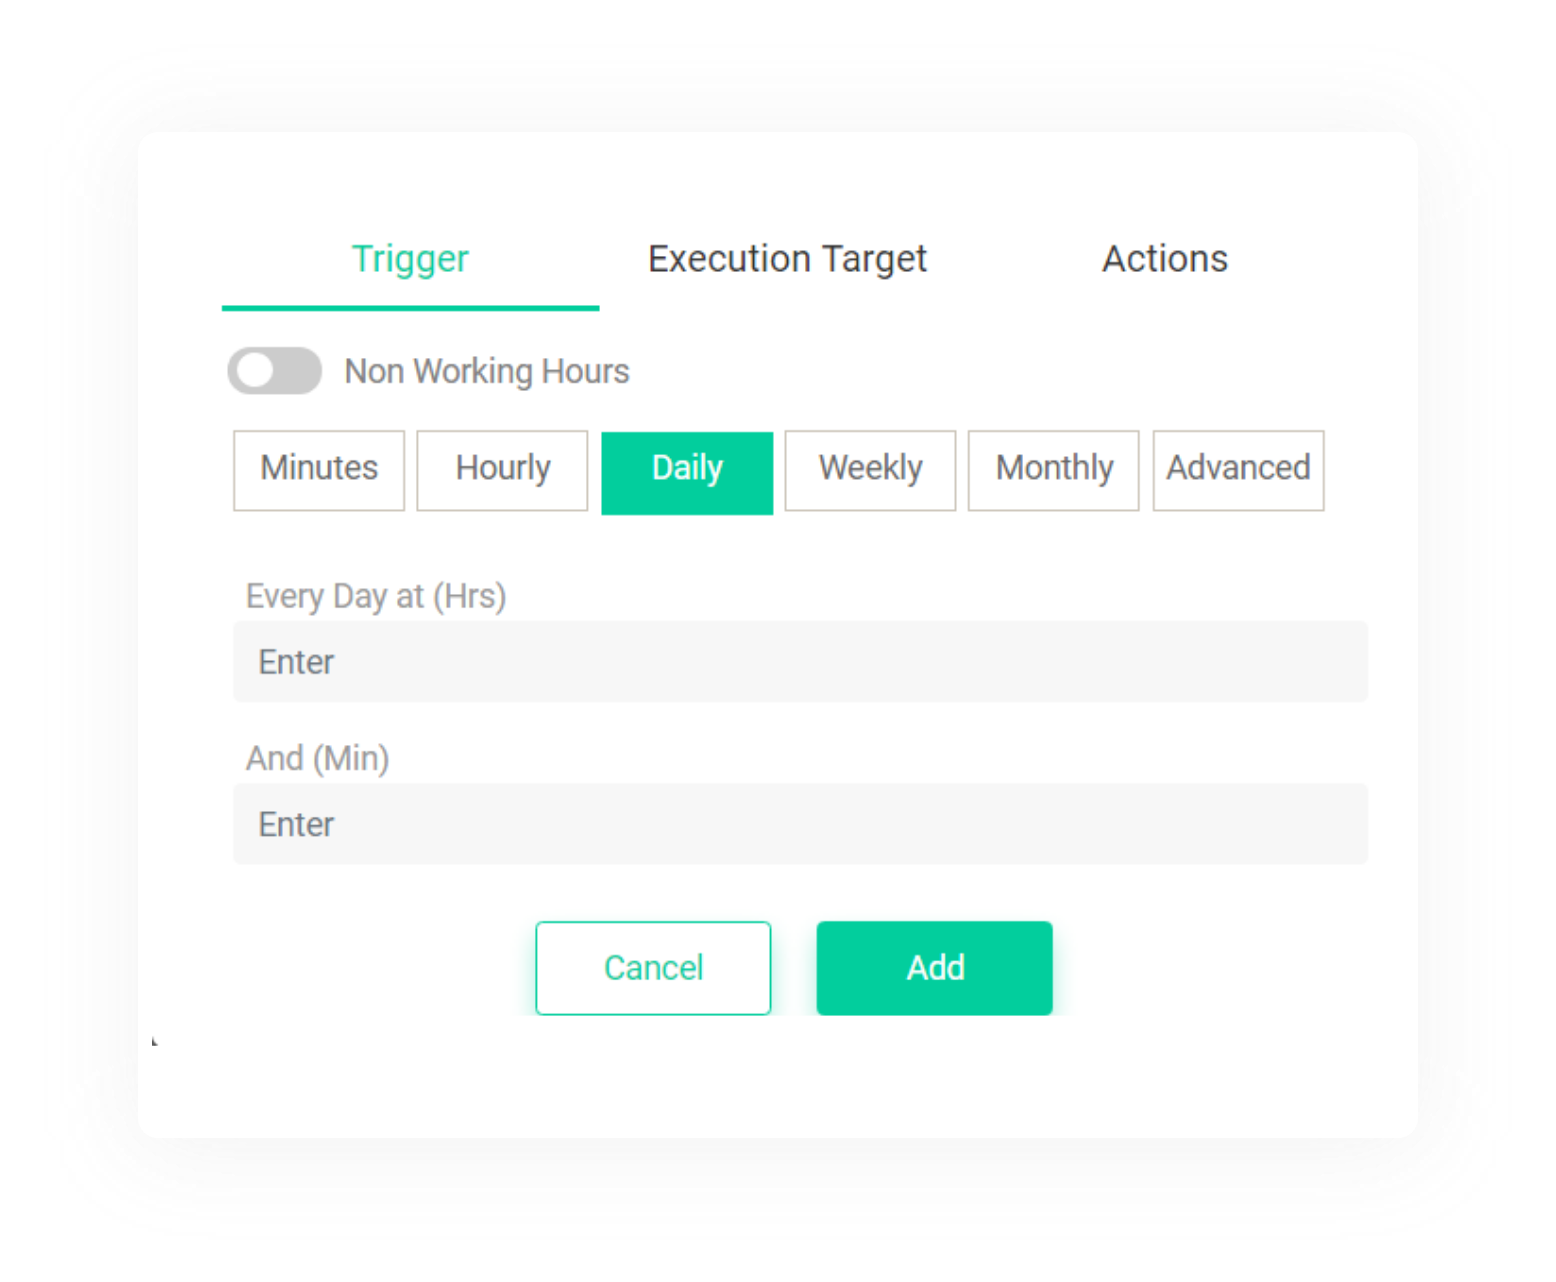 Trigger Execution Target Actions
Non Working Hours
Minutes Hourly Daily Weekly Monthly Advanced
Every Day at (Hrs)
Enter
And (Min)
Enter
Cancel Add